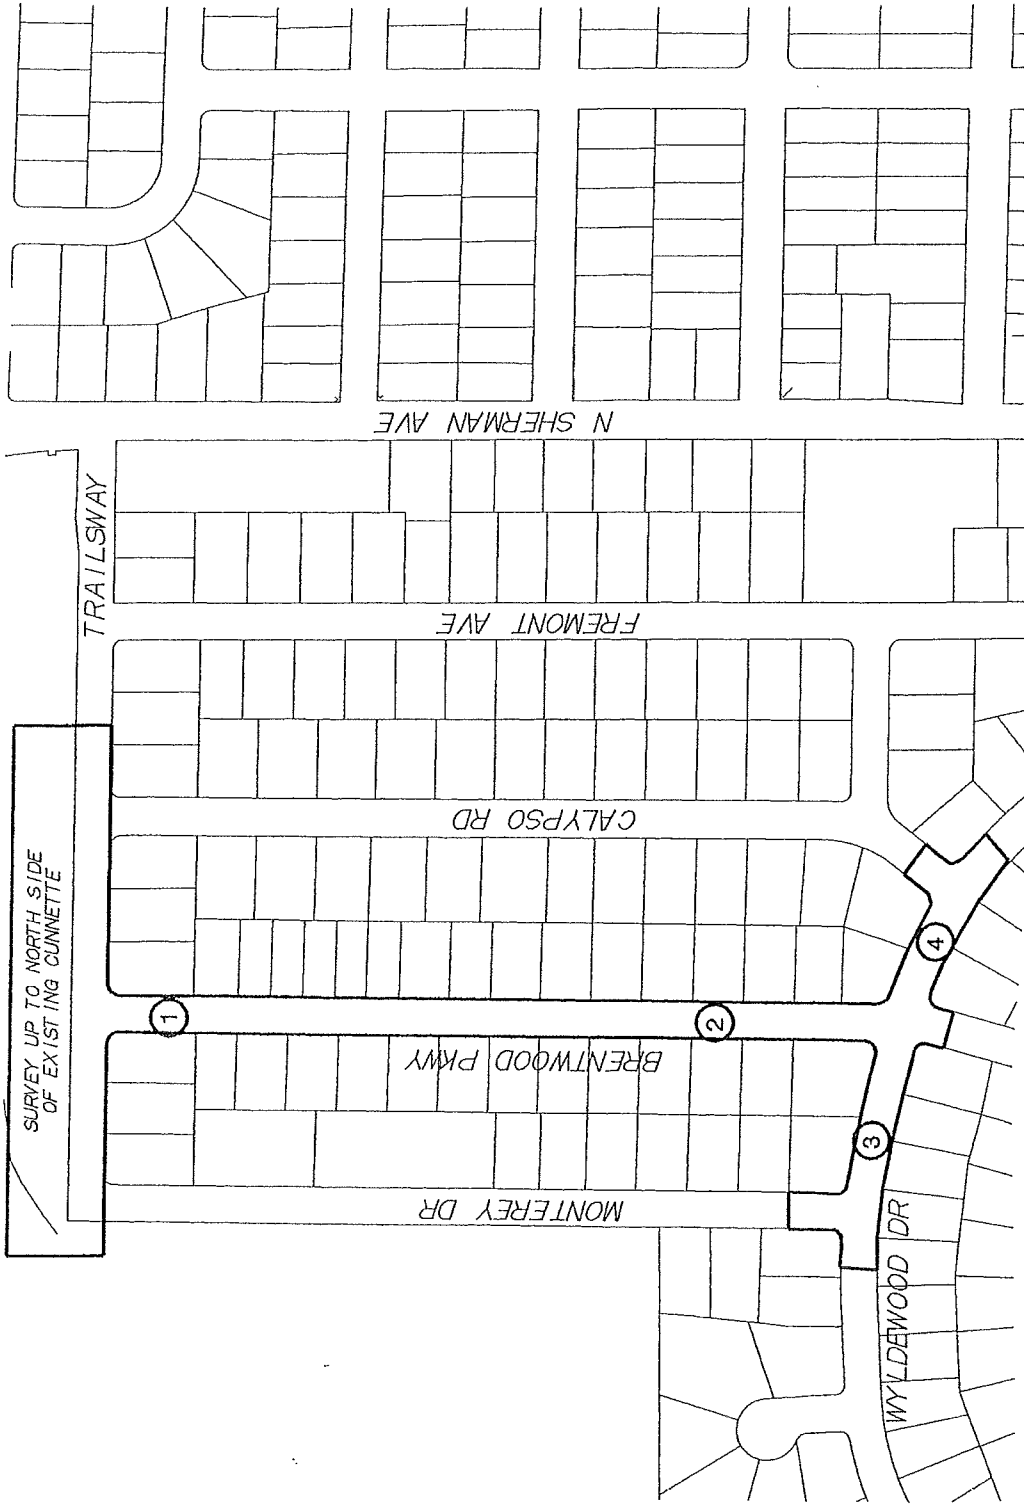 N SHERMAN AVE
TRAILSWAY
FREMONT AVE
CALYPSO RD
SURVEY UP TO NORTH SIDE
OF EXISTING CUNNETTE
1
2
BRENTWOOD PKWY
3
4
MONTEREY DR
WYLDEWOOD DR